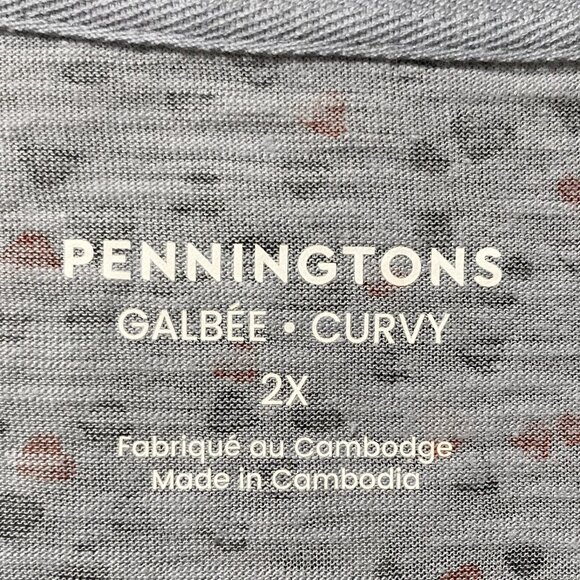 PENNINGTONS
GALBÉE • CURVY
2X
Fabriqué au Cambodge
Made in Cambodia